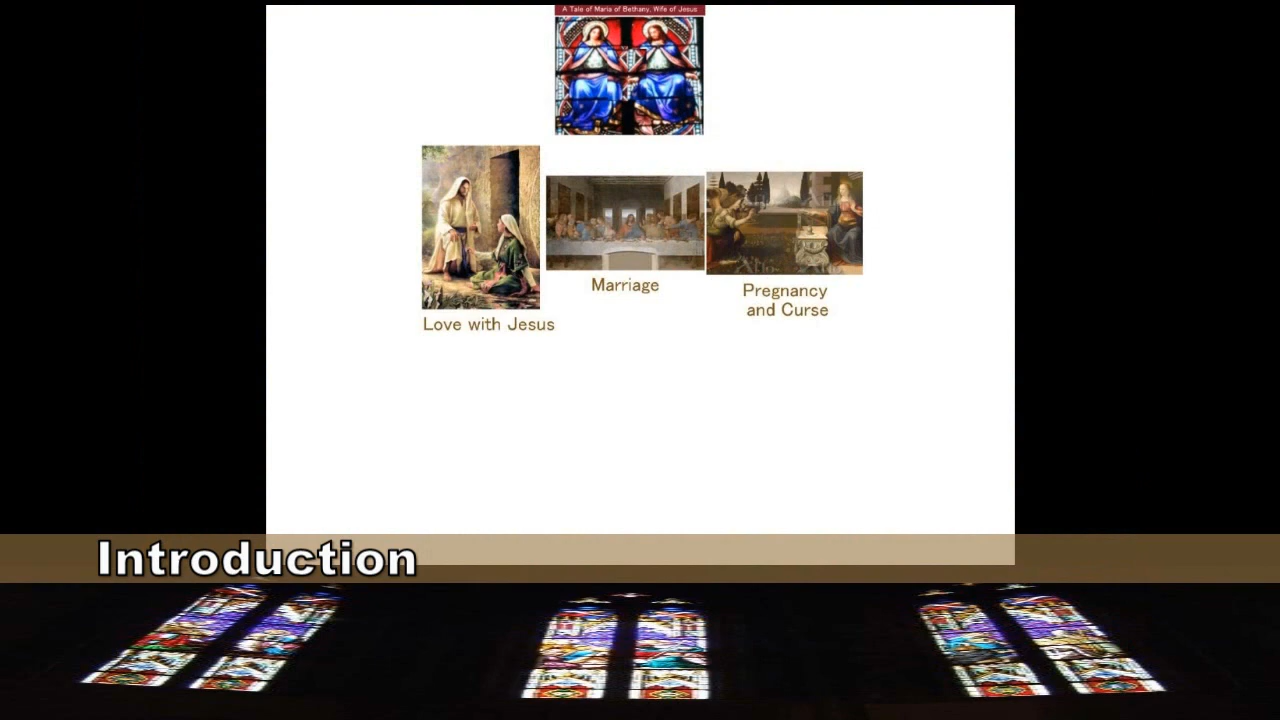 A Tale of Maria of Bethany, Wife of Jesus
Marriage
Pregnancy
and Curse
Love with Jesus
Introduction